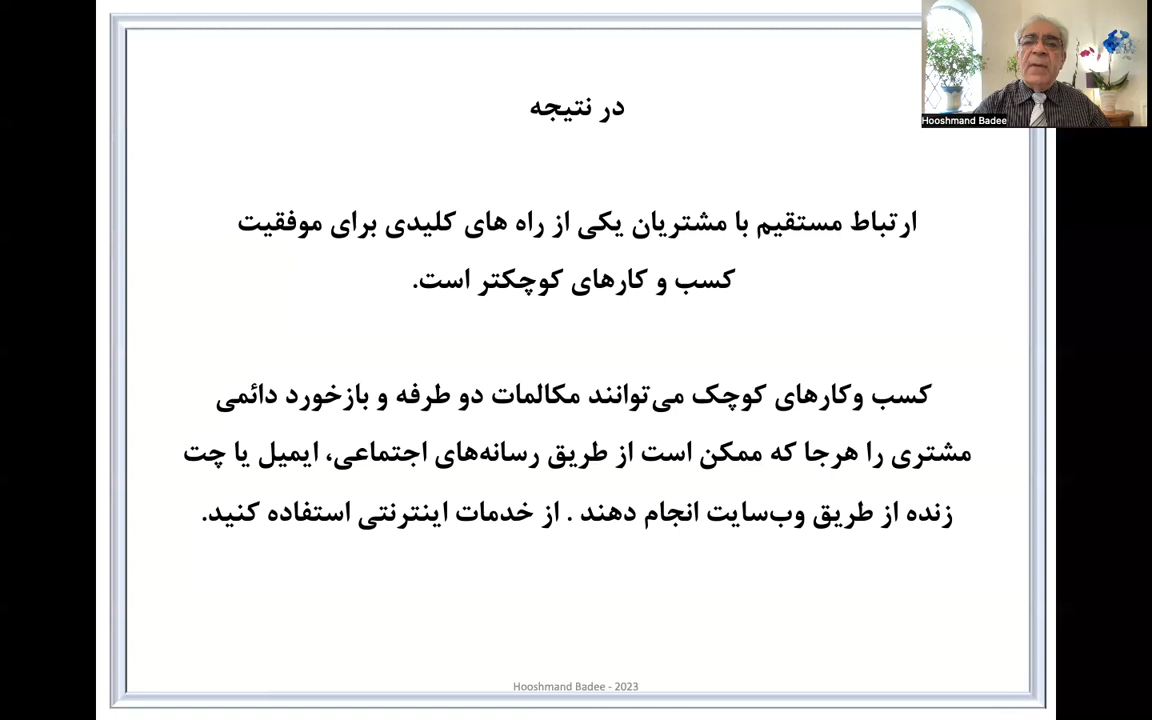 در نتیجه
ارتباط مستقیم با مشتریان یکی از راه های کلیدی برای موفقیت
کسب و کارهای کوچکتر است.
کسب وکارهای کوچک می‌توانند مکالمات دو طرفه و بازخورد دائمی
مشتری را هرجا که ممکن است از طریق رسانه‌های اجتماعی، ایمیل یا چت
زنده از طریق وب‌سایت انجام دهند . از خدمات اینترنتی استفاده کنید.
Hooshmand Badee - 2023
Hooshmand Badee